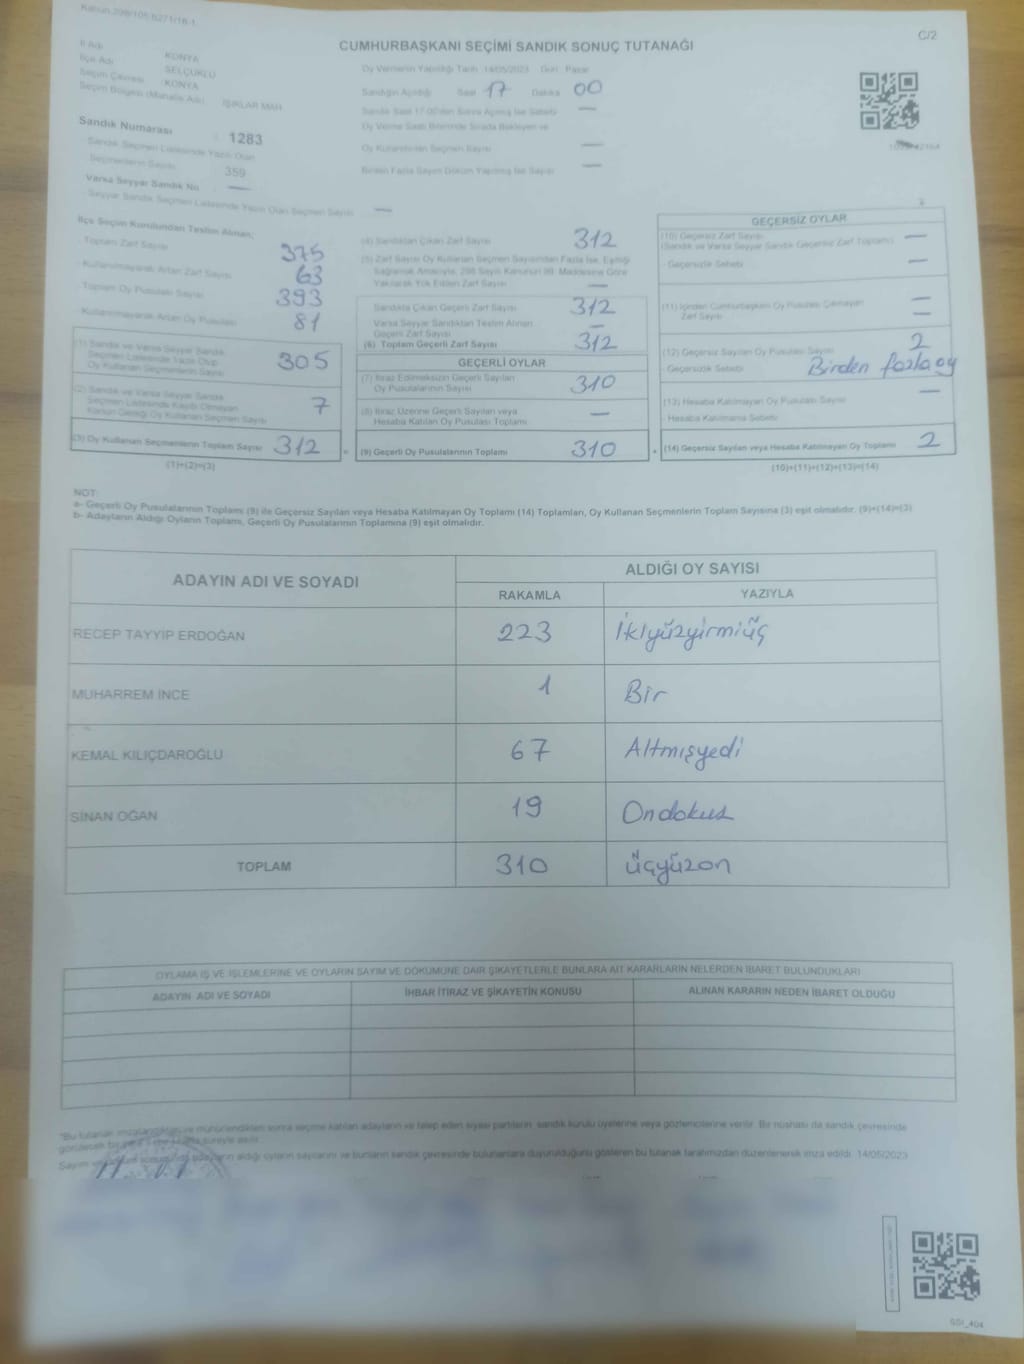 Kanun:298/105 5271/16-1
C/2
CUMHURBAŞKANI SEÇİMİ SANDIK SONUÇ TUTANAĞI
İl Adı KONYA
İlçe Adı SELÇUKLU
Seçim Çevresi KONYA
Seçim Bölgesi (Mahalle Adı) IŞIKLAR MAH.
Sandık Numarası : 1283
Sandık Seçmen Listesinde Yazılı Olan
Seçmenlerin Sayısı 359
Varsa Seyyar Sandık No —
Seyyar Sandık Seçmen Listesinde Yazılı Olan Seçmen Sayısı —
Oy Vermenin Yapıldığı Tarih 14/05/2023 Gün: Pazar
Sandığın Açıldığı Saat 17 Dakika 00
Sandık Saat 17:00'den Sonra Açılmış İse Sebebi —
Oy Verme Saati Bitiminde Sırada Bekleyen ve
Oy Kullandırılan Seçmen Sayısı —
Birden Fazla Sayım Döküm Yapılmış İse Sayısı —
İlçe Seçim Kurulundan Teslim Alınan;
- Toplam Zarf Sayısı 375
- Kullanılmayarak Artan Zarf Sayısı 63
- Toplam Oy Pusulası Sayısı 393
- Kullanılmayarak Artan Oy Pusulası 81
(1) Sandık ve Varsa Seyyar Sandık
Seçmen Listesinde Yazılı Olup
Oy Kullanan Seçmenlerin Sayısı 305
(2) Sandık ve Varsa Seyyar Sandık
Seçmen Listesinde Kayıtlı Olmayan
Kanun Gereği Oy Kullanan Seçmen Sayısı 7
(3) Oy Kullanan Seçmenlerin Toplam Sayısı 312
(1)+(2)=(3)
(4) Sandıktan Çıkan Zarf Sayısı 312
(5) Zarf Sayısı Oy Kullanan Seçmen Sayısından Fazla İse, Eşitliği
Sağlamak Amacıyla, 298 Sayılı Kanunun 98. Maddesine Göre
Yakılarak Yok Edilen Zarf Sayısı —
Sandıkta Çıkan Geçerli Zarf Sayısı 312
Varsa Seyyar Sandıktan Teslim Alınan
Geçerli Zarf Sayısı —
(6) Toplam Geçerli Zarf Sayısı 312
GEÇERLİ OYLAR
(7) İtiraz Edilmeksizin Geçerli Sayılan
Oy Pusulalarının Sayısı 310
(8) İtiraz Üzerine Geçerli Sayılan veya
Hesaba Katılan Oy Pusulası Toplamı —
= (9) Geçerli Oy Pusulalarının Toplamı 310
GEÇERSİZ OYLAR
(10) Geçersiz Zarf Sayısı
(Sandık ve Varsa Seyyar Sandık Geçersiz Zarf Toplamı) —
- Geçersizlik Sebebi —
(11) İçinden Cumhurbaşkanı Oy Pusulası Çıkmayan —
Zarf Sayısı —
(12) Geçersiz Sayılan Oy Pusulası Sayısı 2
- Geçersizlik Sebebi Birden fazla oy
(13) Hesaba Katılmayan Oy Pusulası Sayısı —
- Hesaba Katılmama Sebebi
+ (14) Geçersiz Sayılan veya Hesaba Katılmayan Oy Toplamı 2
(10)+(11)+(12)+(13)=(14)
NOT:
a- Geçerli Oy Pusulalarının Toplamı (9) ile Geçersiz Sayılan veya Hesaba Katılmayan Oy Toplamı (14) Toplamları, Oy Kullanan Seçmenlerin Toplam Sayısına (3) eşit olmalıdır. (9)+(14)=(3)
b- Adayların Aldığı Oyların Toplamı, Geçerli Oy Pusulalarının Toplamına (9) eşit olmalıdır.
ADAYIN ADI VE SOYADI
ALDIĞI OY SAYISI
RAKAMLA YAZIYLA
RECEP TAYYİP ERDOĞAN 223 İkiyüzyirmiüç
MUHARREM İNCE 1 Bir
KEMAL KILIÇDAROĞLU 67 Altmışyedi
SİNAN OĞAN 19 Ondokuz
TOPLAM 310 üçyüzon
OYLAMA İŞ VE İŞLEMLERİNE VE OYLARIN SAYIM VE DÖKÜMÜNE DAİR ŞİKAYETLERLE BUNLARA AİT KARARLARIN NELERDEN İBARET BULUNDUKLARI
ADAYIN ADI VE SOYADI İHBAR İTİRAZ VE ŞİKAYETİN KONUSU ALINAN KARARIN NEDEN İBARET OLDUĞU
*Bu tutanak imzalandıktan ve mühürlendikten sonra seçime katılan adayların ve talep eden siyasi partilerin sandık kurulu üyelerine veya gözlemcilerine verilir. Bir nüshası da sandık çevresinde
görülecek bir yere süreyle asılır.
Sayım adayların aldığı oyların sayılarını ve bunların sandık çevresinde bulunanlara duyurulduğunu gösteren bu tutanak tarafımızdan düzenlenerek imza edildi. 14/05/2023
SSI_404